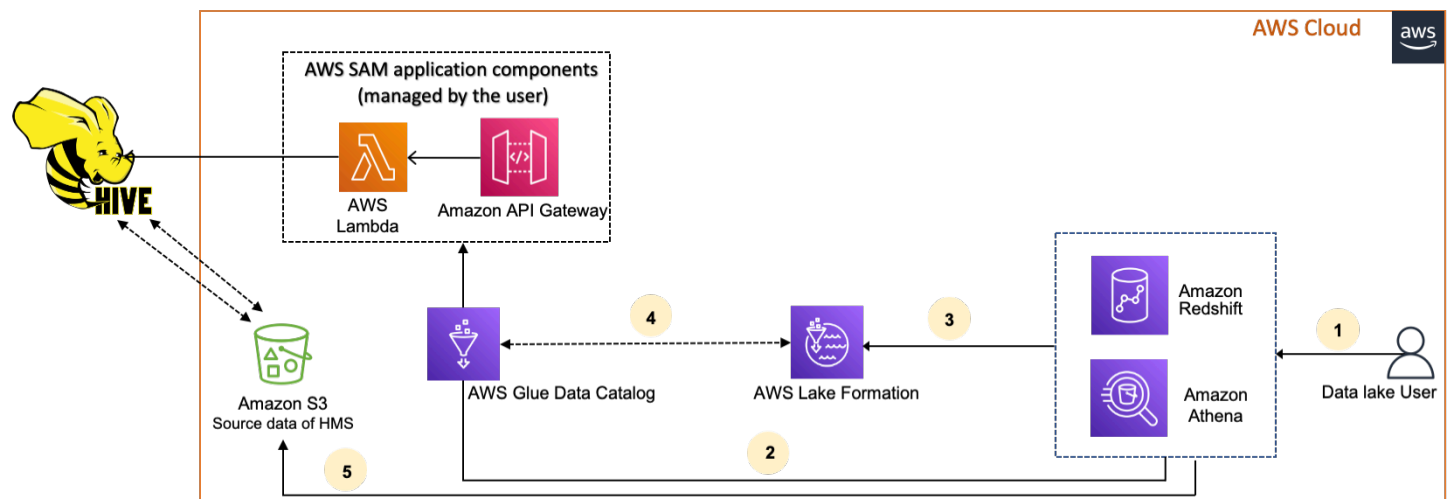 AWS Cloud
aws
AWS SAM application components
(managed by the user)
HIVE
AWS
Lambda
Amazon API Gateway
Amazon
Redshift
1
3
4
AWS Glue Data Catalog
AWS Lake Formation
Amazon
Athena
Data lake User
Amazon S3
Source data of HMS
2
5